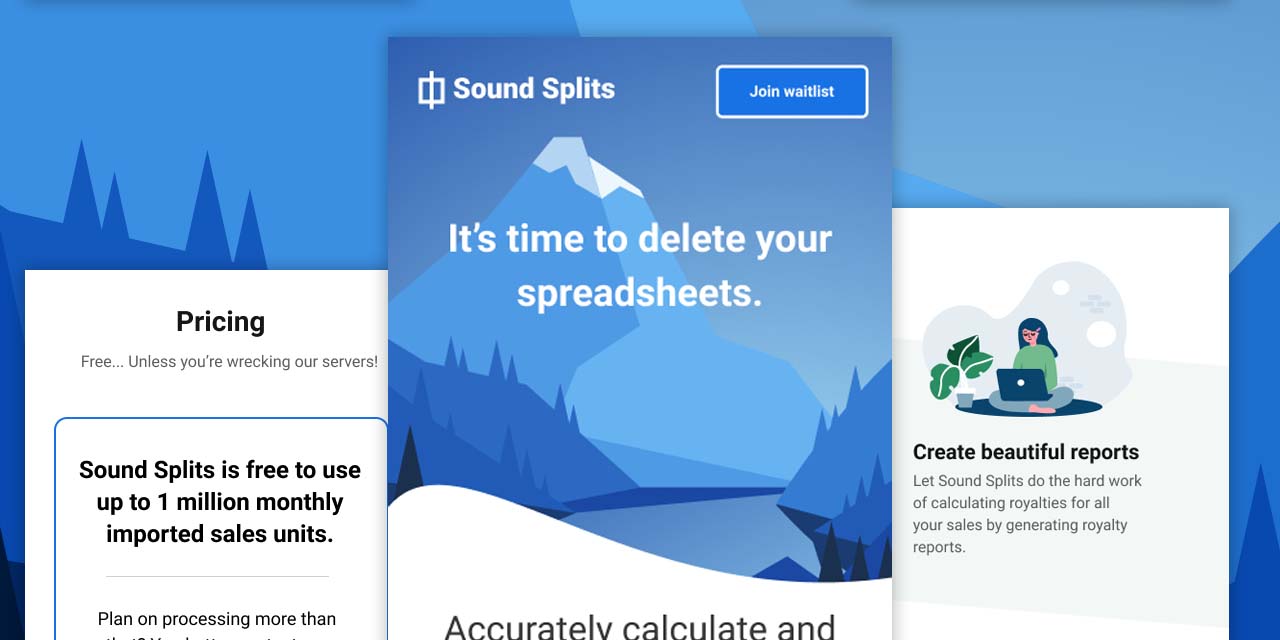 Sound Splits
Join waitlist
It’s time to delete your
spreadsheets.
Accurately calculate and
Pricing
Free... Unless you’re wrecking our servers!
Sound Splits is free to use
up to 1 million monthly
imported sales units.
Plan on processing more than
Create beautiful reports
Let Sound Splits do the hard work
of calculating royalties for all
your sales by generating royalty
reports.